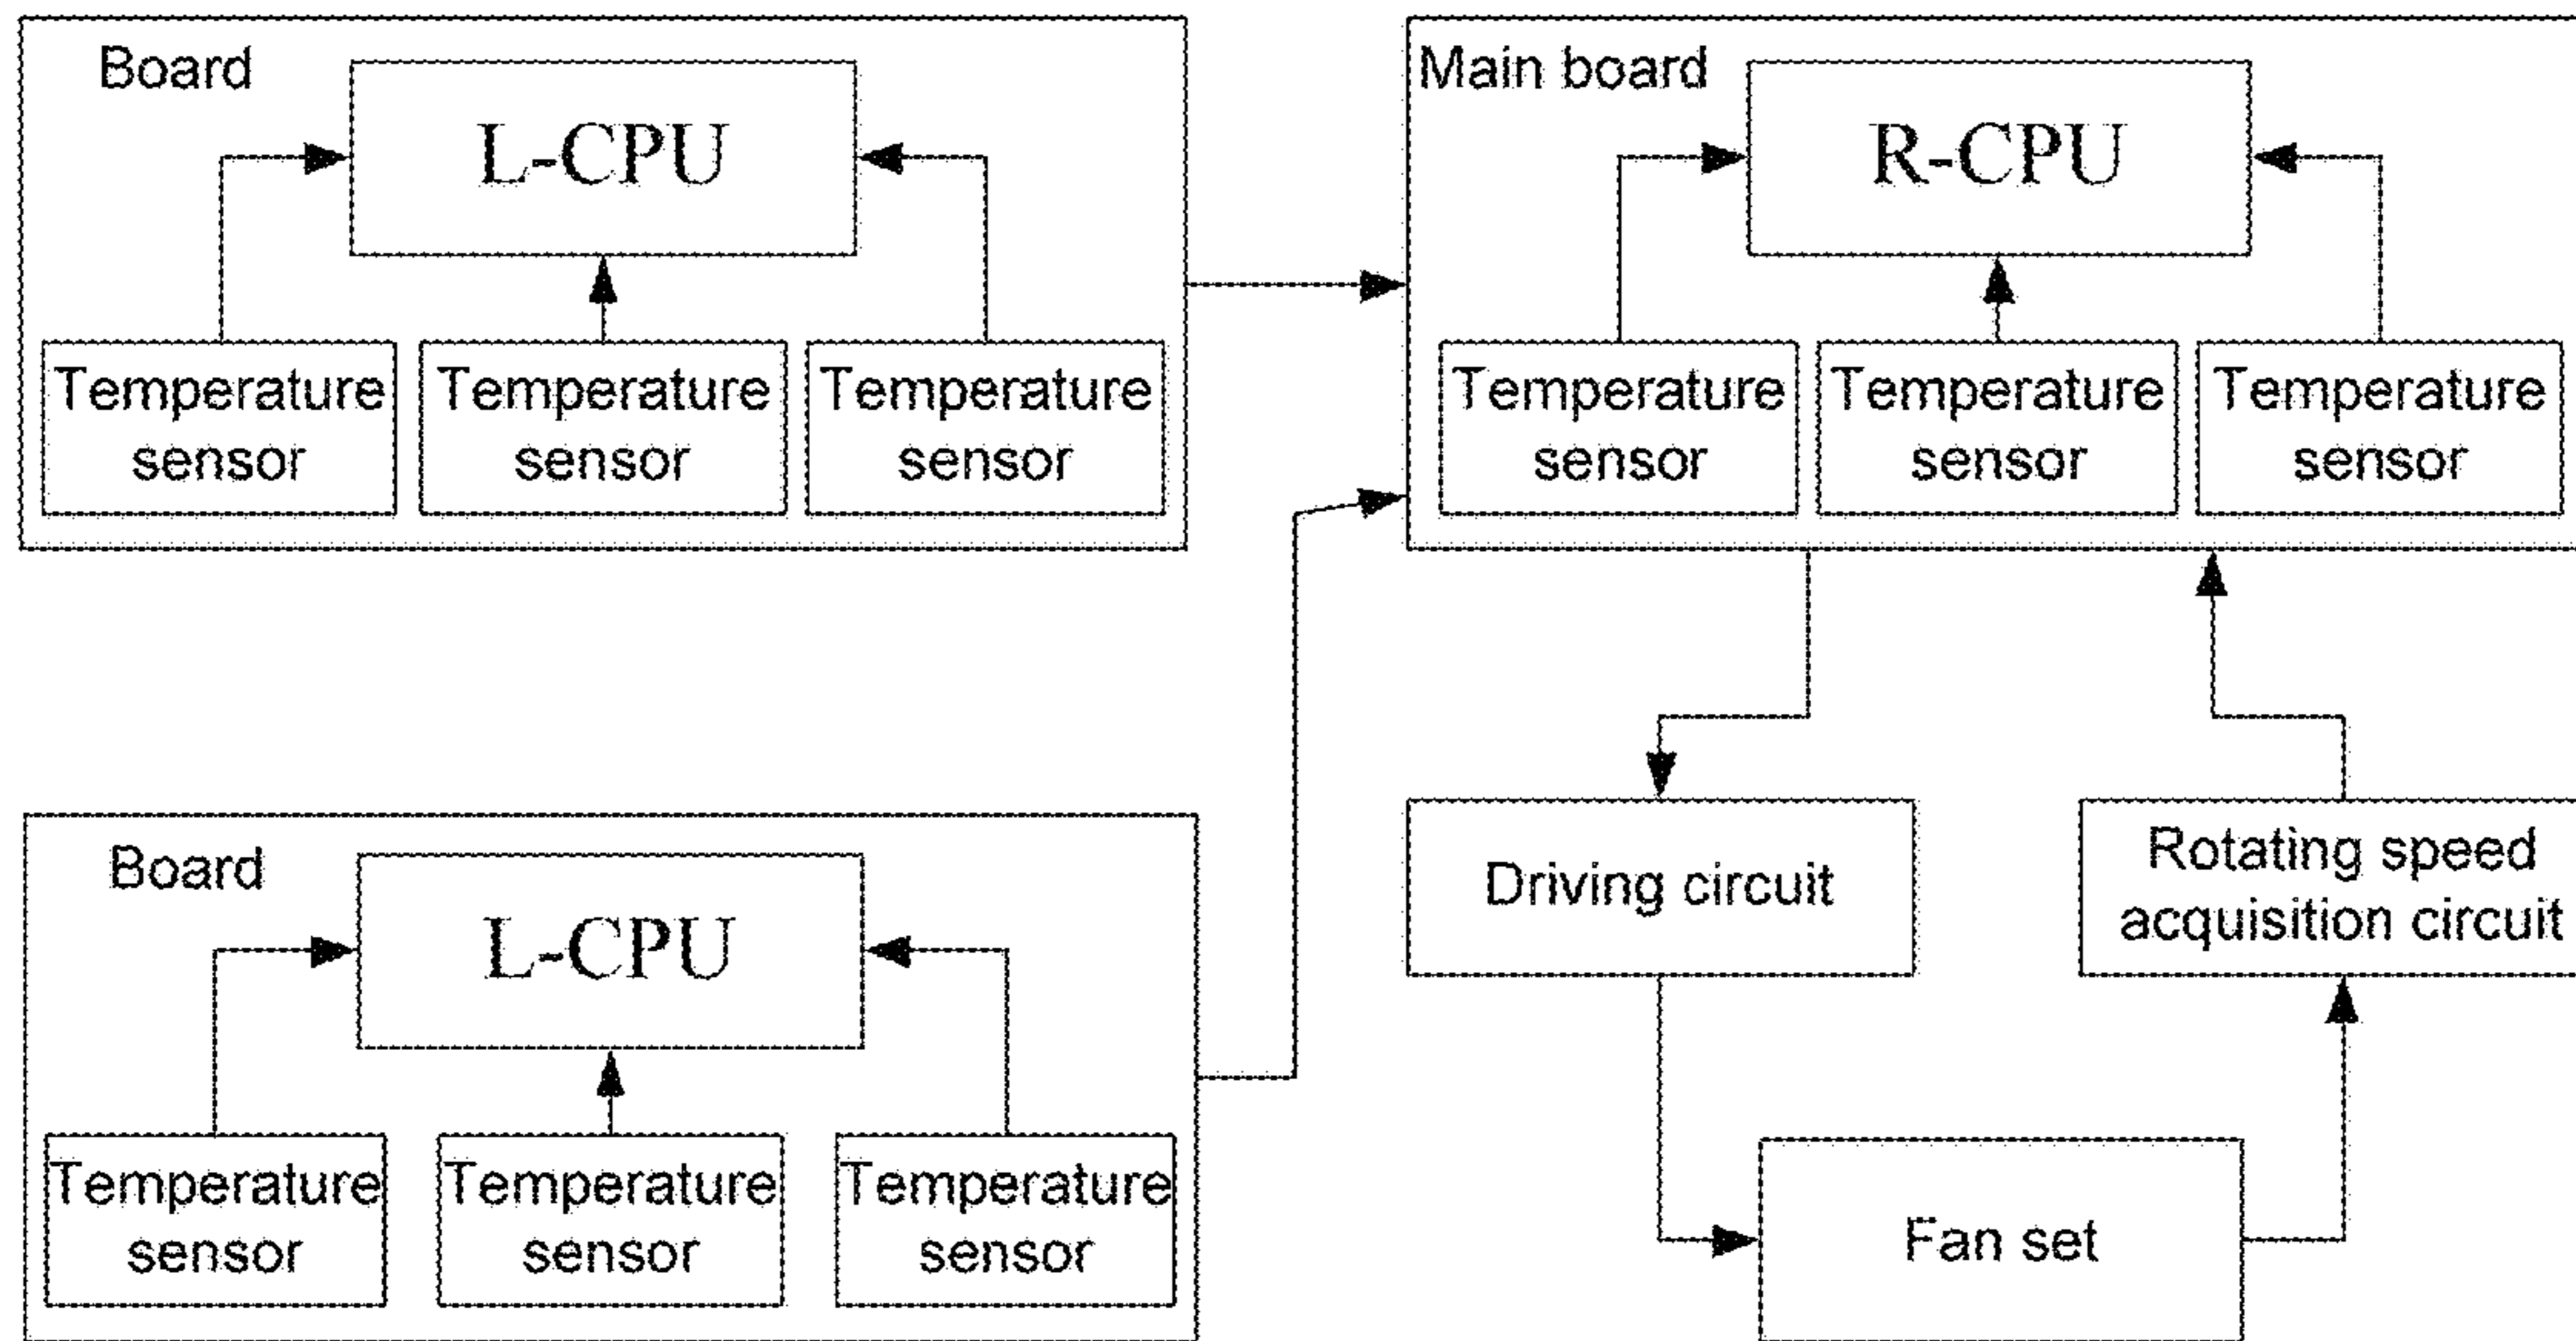 Board
L-CPU
Temperature
sensor
Temperature
sensor
Temperature
sensor
Main board
R-CPU
Temperature
sensor
Temperature
sensor
Temperature
sensor
Board
L-CPU
Temperature
sensor
Temperature
sensor
Temperature
sensor
Driving circuit
Rotating speed
acquisition circuit
Fan set